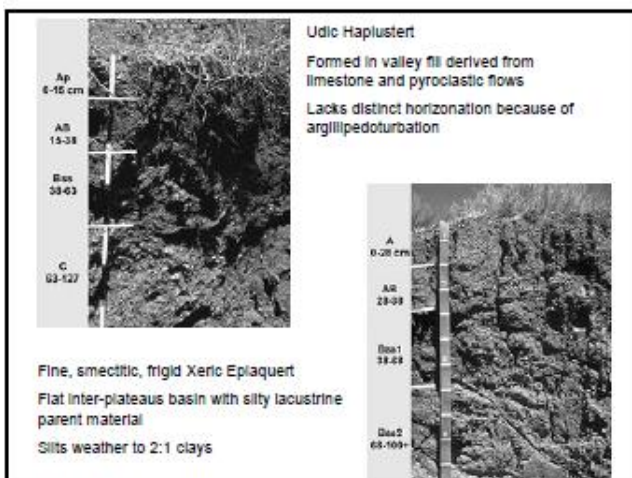 Ap
0-15 cm
AB
15-38
Bss
38-63
C
63-127
Udic Haplustert
Formed in valley fill derived from
limestone and pyroclastic flows
Lacks distinct horizonation because of
argillipedoturbation
A
0-28 cm
AB
28-38
Bss1
38-68
Bss2
68-100+
Fine, smectitic, frigid Xeric Epiaquert
Flat inter-plateaus basin with silty lacustrine
parent material
Silts weather to 2:1 clays